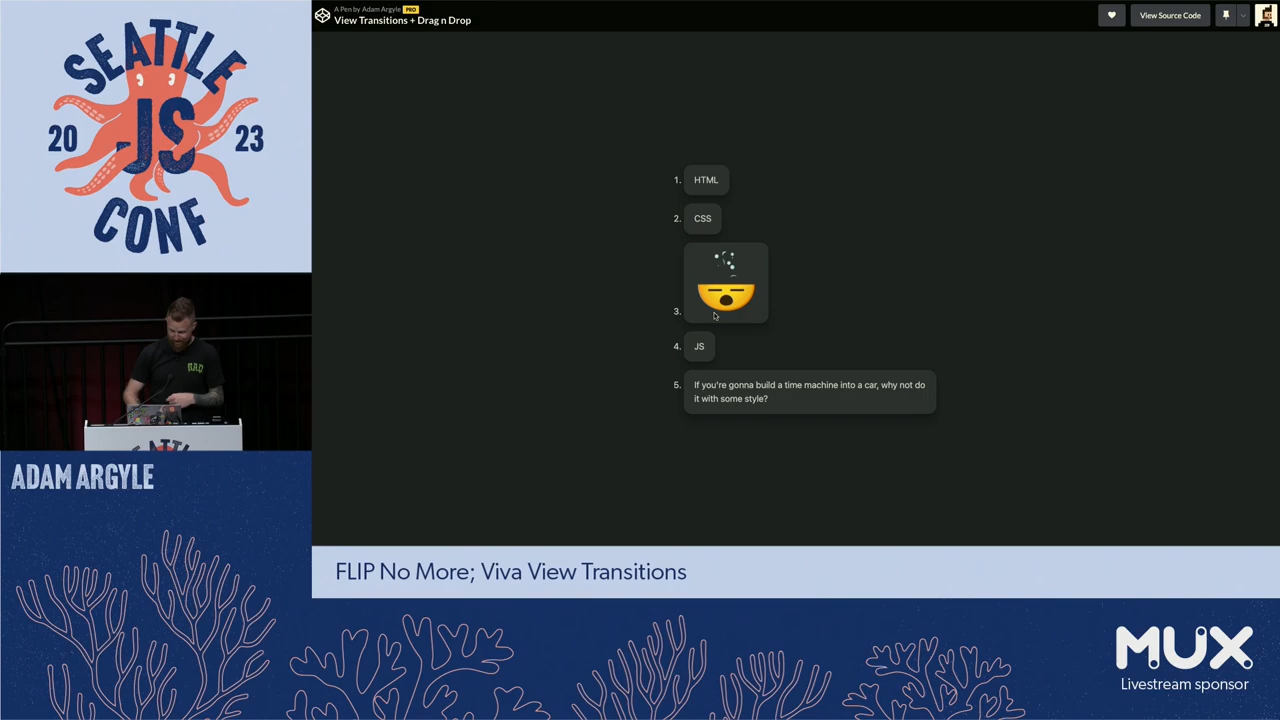 SEATTLE
JS
20 23
CONF
ADAM ARGYLE
A Pen by Adam Argyle PRO
View Transitions + Drag n Drop
View Source Code
1. HTML
2. CSS
3.
4. JS
5. If you're gonna build a time machine into a car, why not do
it with some style?
FLIP No More; Viva View Transitions
MUX
Livestream sponsor